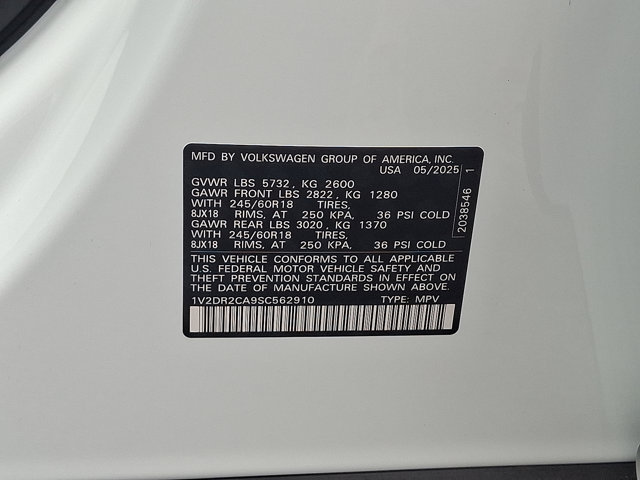 MFD BY VOLKSWAGEN GROUP OF AMERICA, INC.
USA 05/2025
GVWR LBS 5732, KG 2600
GAWR FRONT LBS 2822, KG 1280
WITH 245/60R18 TIRES,
8JX18 RIMS, AT 250 KPA, 36 PSI COLD
GAWR REAR LBS 3020, KG 1370
WITH 245/60R18 TIRES,
8JX18 RIMS, AT 250 KPA, 36 PSI COLD
THIS VEHICLE CONFORMS TO ALL APPLICABLE
U.S. FEDERAL MOTOR VEHICLE SAFETY AND
THEFT PREVENTION STANDARDS IN EFFECT ON THE
DATE OF MANUFACTURE SHOWN ABOVE.
1V2DR2CA9SC562910 TYPE: MPV
2038546 1